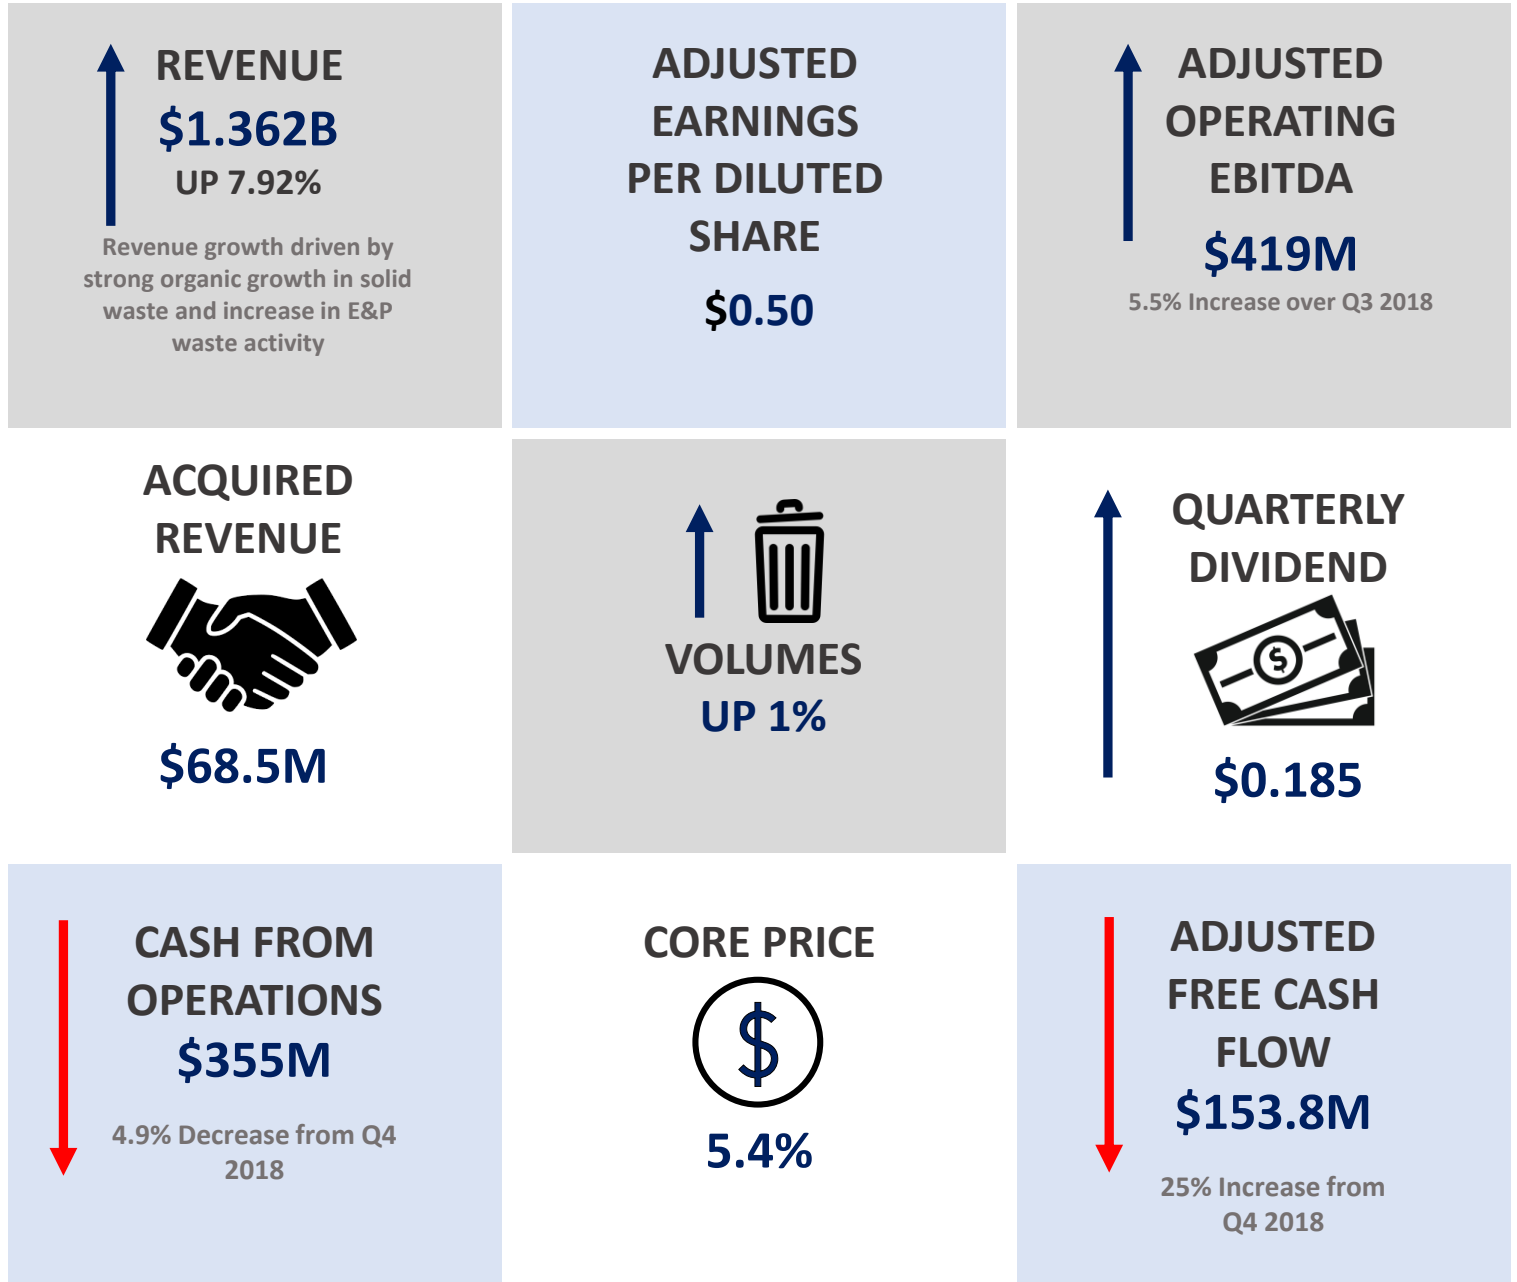 REVENUE
$1.362B
UP 7.92%
Revenue growth driven by
strong organic growth in solid
waste and increase in E&P
waste activity
ADJUSTED
EARNINGS
PER DILUTED
SHARE
$0.50
ADJUSTED
OPERATING
EBITDA
$419M
5.5% Increase over Q3 2018
ACQUIRED
REVENUE
$68.5M
VOLUMES
UP 1%
QUARTERLY
DIVIDEND
$
$0.185
CASH FROM
OPERATIONS
$355M
4.9% Decrease from Q4
2018
CORE PRICE
$
5.4%
ADJUSTED
FREE CASH
FLOW
$153.8M
25% Increase from
Q4 2018